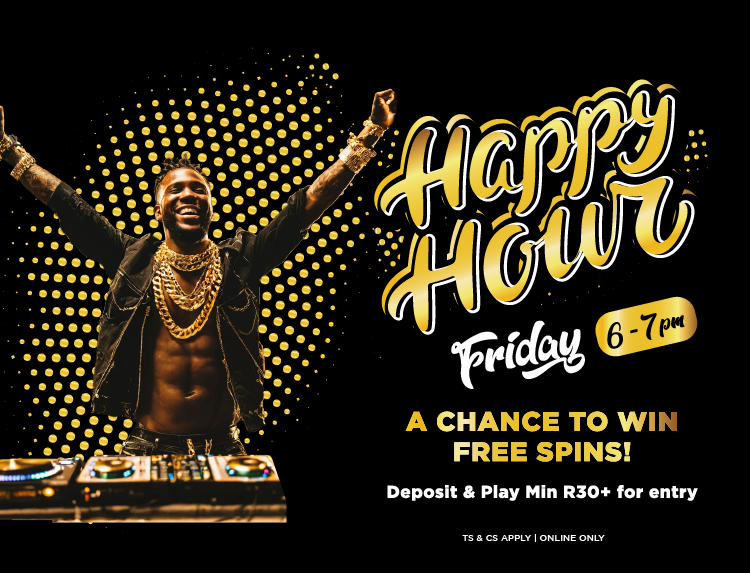 Happy
Hour
Friday 6-7pm
A CHANCE TO WIN
FREE SPINS!
Deposit & Play Min R30+ for entry
TS & CS APPLY | ONLINE ONLY